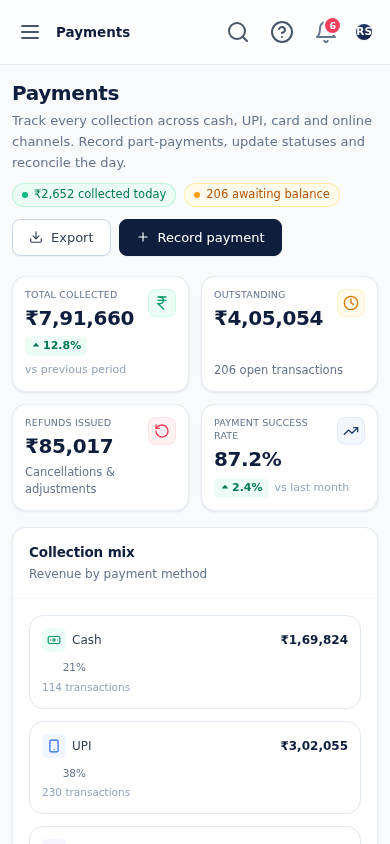 Payments
6
RS
Payments
Track every collection across cash, UPI, card and online
channels. Record part-payments, update statuses and
reconcile the day.
₹2,652 collected today
206 awaiting balance
Export
Record payment
TOTAL COLLECTED
₹7,91,660
12.8%
vs previous period
OUTSTANDING
₹4,05,054
206 open transactions
REFUNDS ISSUED
₹85,017
Cancellations &
adjustments
PAYMENT SUCCESS
RATE
87.2%
2.4% vs last month
Collection mix
Revenue by payment method
Cash ₹1,69,824
21%
114 transactions
UPI ₹3,02,055
38%
230 transactions